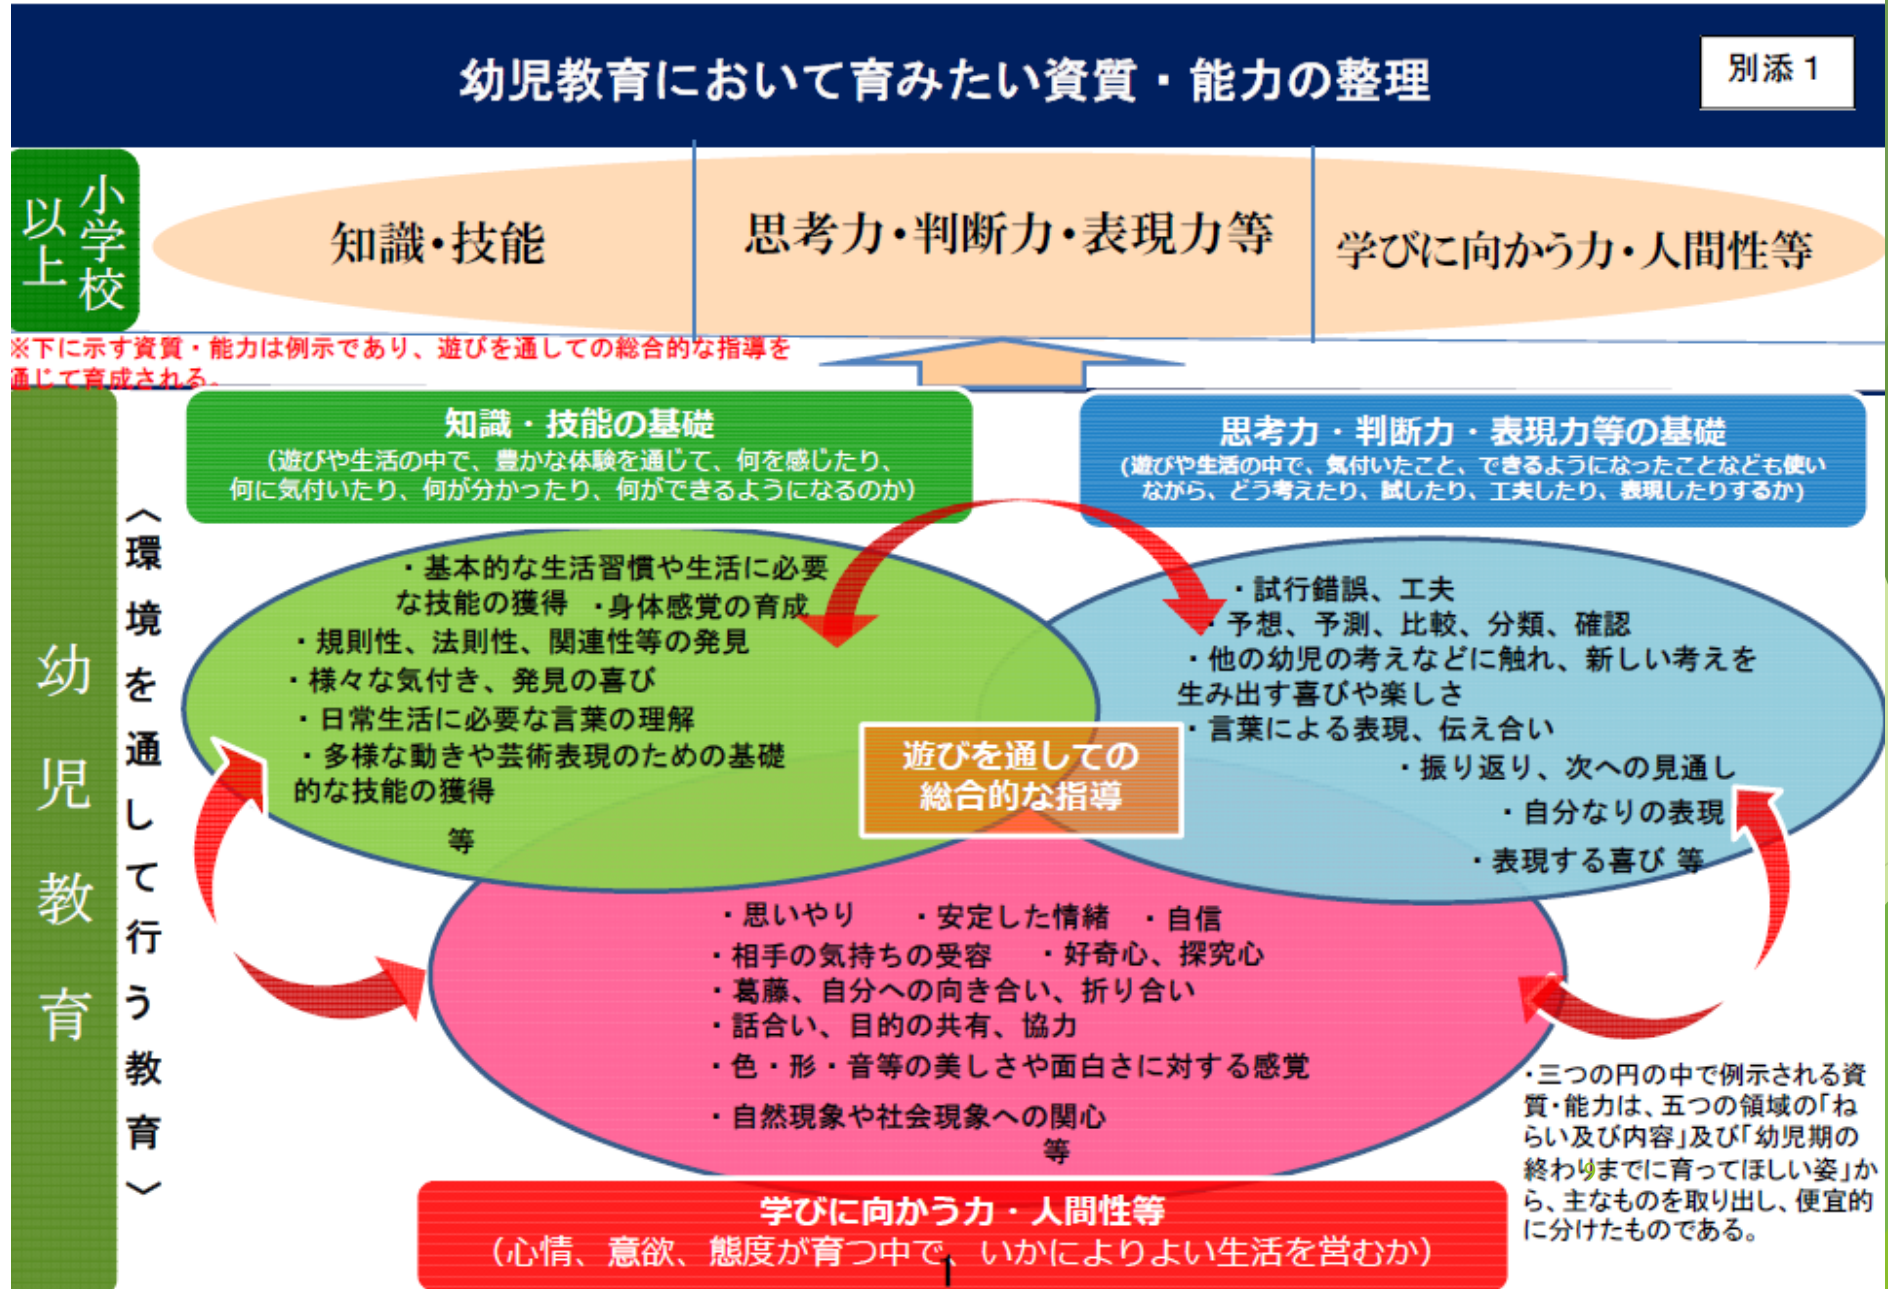 幼児教育において育みたい資質・能力の整理
別添１
小学校
以上
知識・技能
思考力・判断力・表現力等
学びに向かう力・人間性等
※下に示す資質・能力は例示であり、遊びを通しての総合的な指導を
通じて育成される。
幼児教育
〈環境を通して行う教育〉
知識・技能の基礎
（遊びや生活の中で、豊かな体験を通じて、何を感じたり、
何に気付いたり、何が分かったり、何ができるようになるのか）
思考力・判断力・表現力等の基礎
(遊びや生活の中で、気付いたこと、できるようになったことなども使い
ながら、どう考えたり、試したり、工夫したり、表現したりするか)
・基本的な生活習慣や生活に必要
な技能の獲得 ・身体感覚の育成
・規則性、法則性、関連性等の発見
・様々な気付き、発見の喜び
・日常生活に必要な言葉の理解
・多様な動きや芸術表現のための基礎
的な技能の獲得
等
・試行錯誤、工夫
・予想、予測、比較、分類、確認
・他の幼児の考えなどに触れ、新しい考えを
生み出す喜びや楽しさ
・言葉による表現、伝え合い
・振り返り、次への見通し
・自分なりの表現
・表現する喜び 等
遊びを通しての
総合的な指導
・思いやり ・安定した情緒 ・自信
・相手の気持ちの受容 ・好奇心、探究心
・葛藤、自分への向き合い、折り合い
・話合い、目的の共有、協力
・色・形・音等の美しさや面白さに対する感覚
・自然現象や社会現象への関心
等
・三つの円の中で例示される資
質・能力は、五つの領域の「ね
らい及び内容」及び「幼児期の
終わりまでに育ってほしい姿」か
ら、主なものを取り出し、便宜的
に分けたものである。
9
学びに向かう力・人間性等
（心情、意欲、態度が育つ中で、いかによりよい生活を営むか）
1